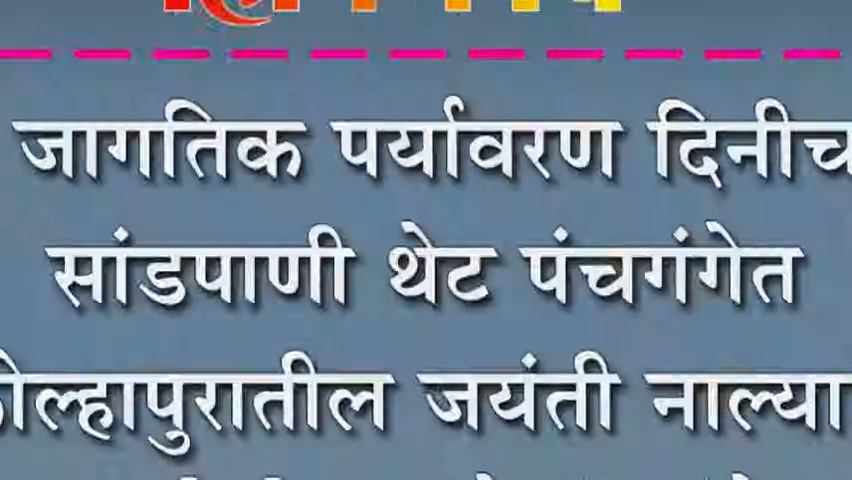 जागतिक पर्यावरण दिनीच
सांडपाणी थेट पंचगंगेत
कोल्हापुरातील जयंती नाल्या